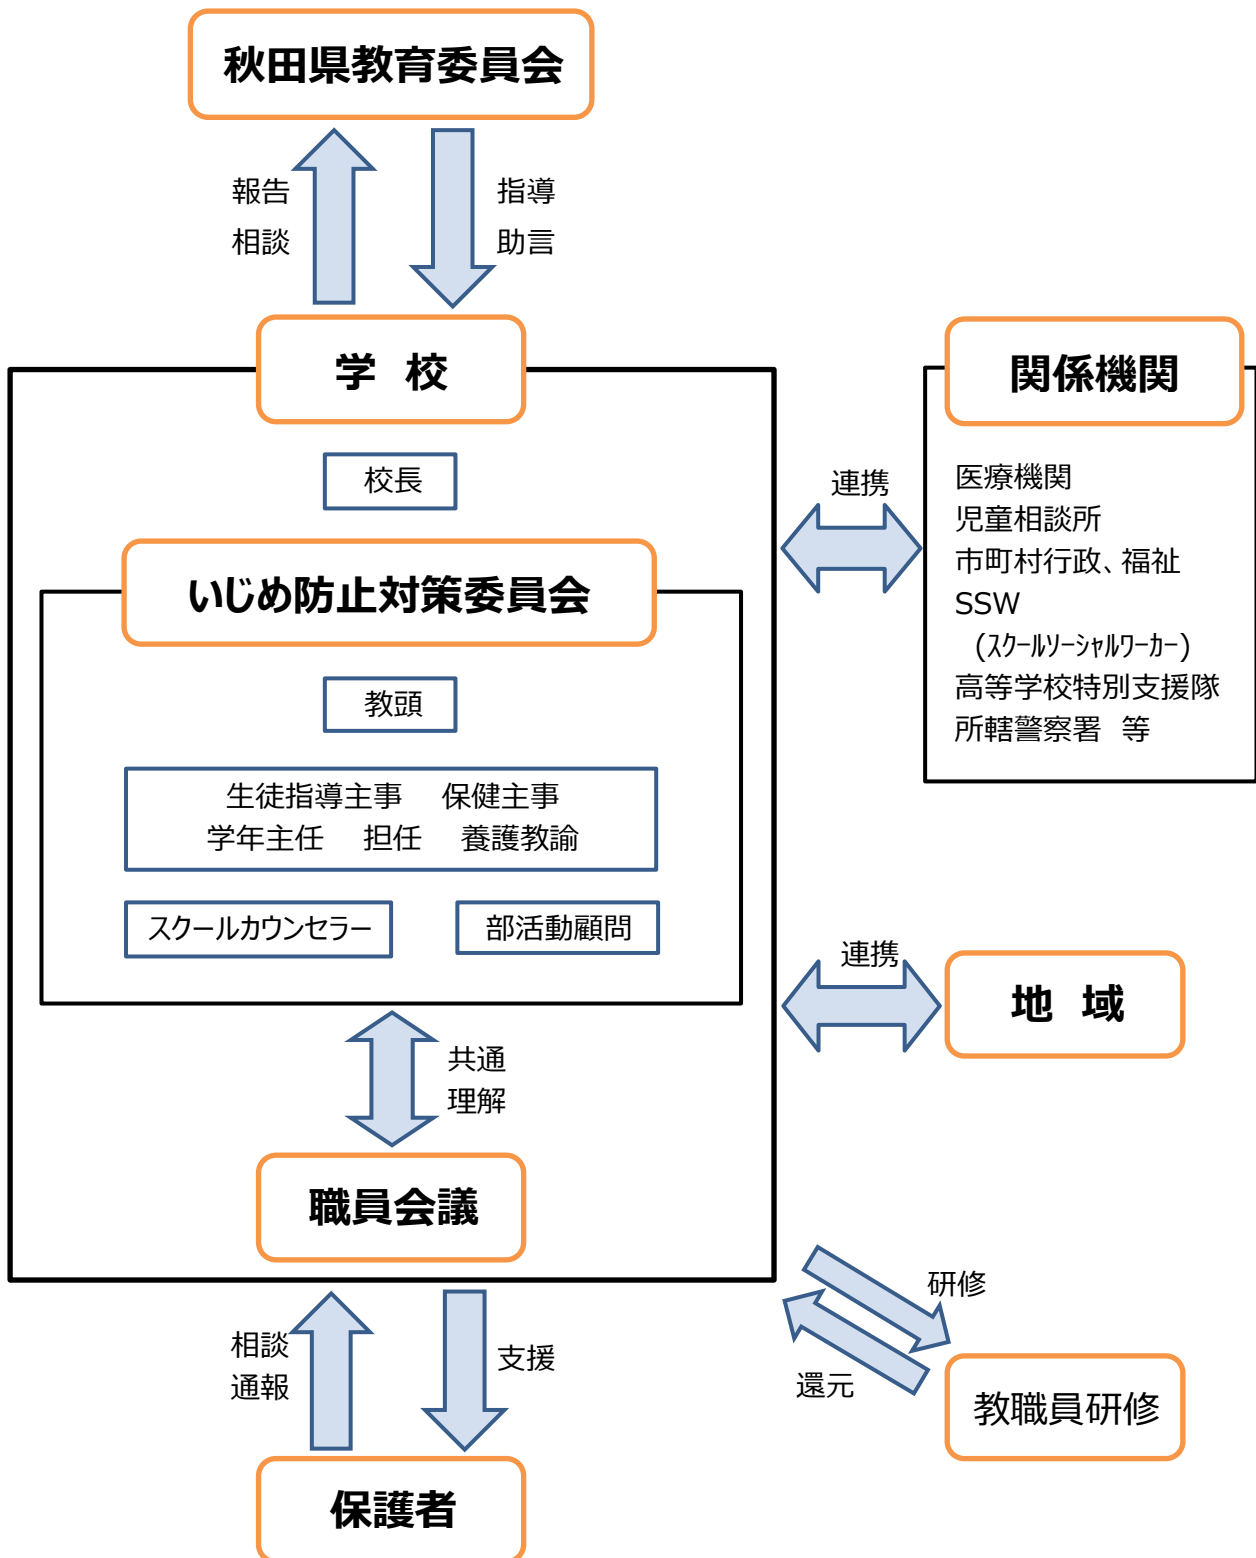 秋田県教育委員会
報告
相談
指導
助言
学 校
校長
いじめ防止対策委員会
教頭
生徒指導主事 保健主事
学年主任 担任 養護教諭
スクールカウンセラー
部活動顧問
共通
理解
職員会議
連携
関係機関
医療機関
児童相談所
市町村行政、福祉
SSW
(スクールソーシャルワーカー)
高等学校特別支援隊
所轄警察署 等
連携
地 域
研修
還元
教職員研修
相談
通報
支援
保護者